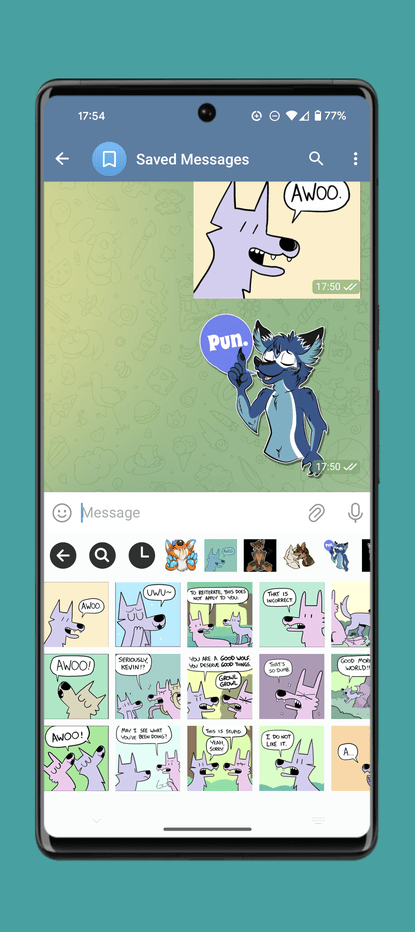 17:54
77%
Saved Messages
AWOO.
17:50
Pun.
17:50
Message
AWOO.
UWU~
TO REITERATE, THIS DOES
NOT APPLY TO YOU.
THAT IS
INCORRECT
AWOO!
SERIOUSLY,
KEVIN!?
YOU ARE A GOOD WOLF
YOU DESERVE GOOD THINGS.
GROWL
GROWL
THAT'S
SO DUMB
GOOD MOR
WORLD!!
AWOO!
MAY I SEE WHAT
YOU'VE BEEN DOING?
THIS IS STUPID.
YEAH,
SORRY.
I DO NOT
LIKE IT.
A...